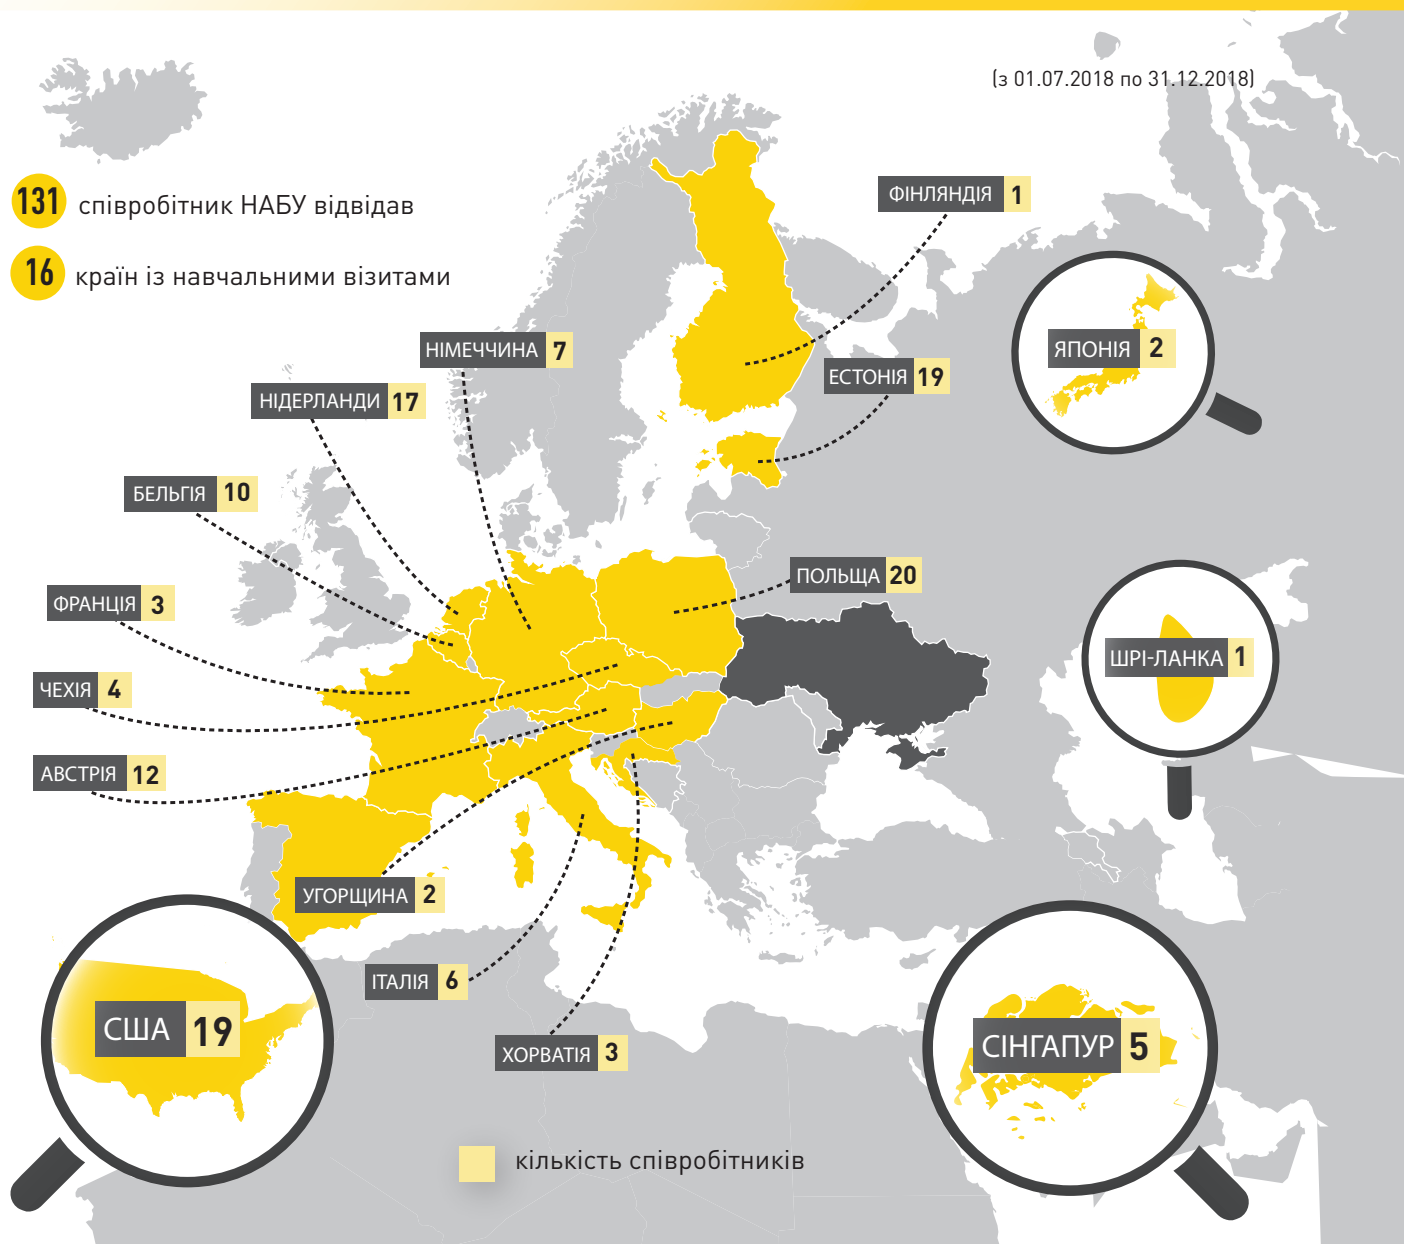 (з 01.07.2018 по 31.12.2018)
131 співробітник НАБУ відвідав
16 країн із навчальними візитами
ФІНЛЯНДІЯ 1
ЯПОНІЯ 2
НІМЕЧЧИНА 7
ЕСТОНІЯ 19
НІДЕРЛАНДИ 17
БЕЛЬГІЯ 10
ПОЛЬЩА 20
ФРАНЦІЯ 3
ШРІ-ЛАНКА 1
ЧЕХІЯ 4
АВСТРІЯ 12
УГОРЩИНА 2
ІТАЛІЯ 6
США 19
СІНГАПУР 5
ХОРВАТІЯ 3
кількість співробітників